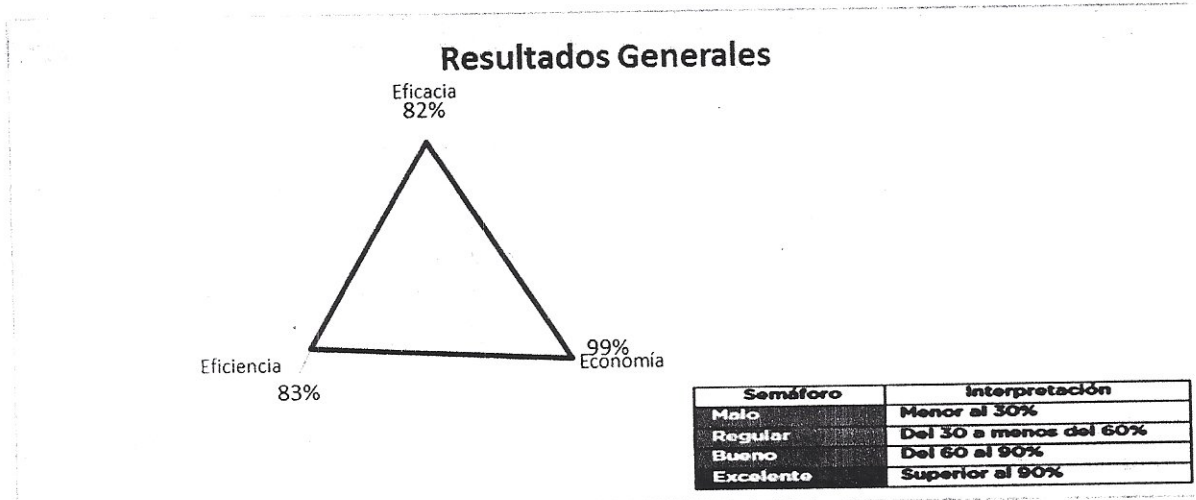 Resultados Generales
Eficacia
82%
99%
Economía
Eficiencia
83%
Semáforo Interpretación
Malo Menor al 30%
Regular Del 30 a menos del 60%
Bueno Del 60 al 90%
Excelente Superior al 90%